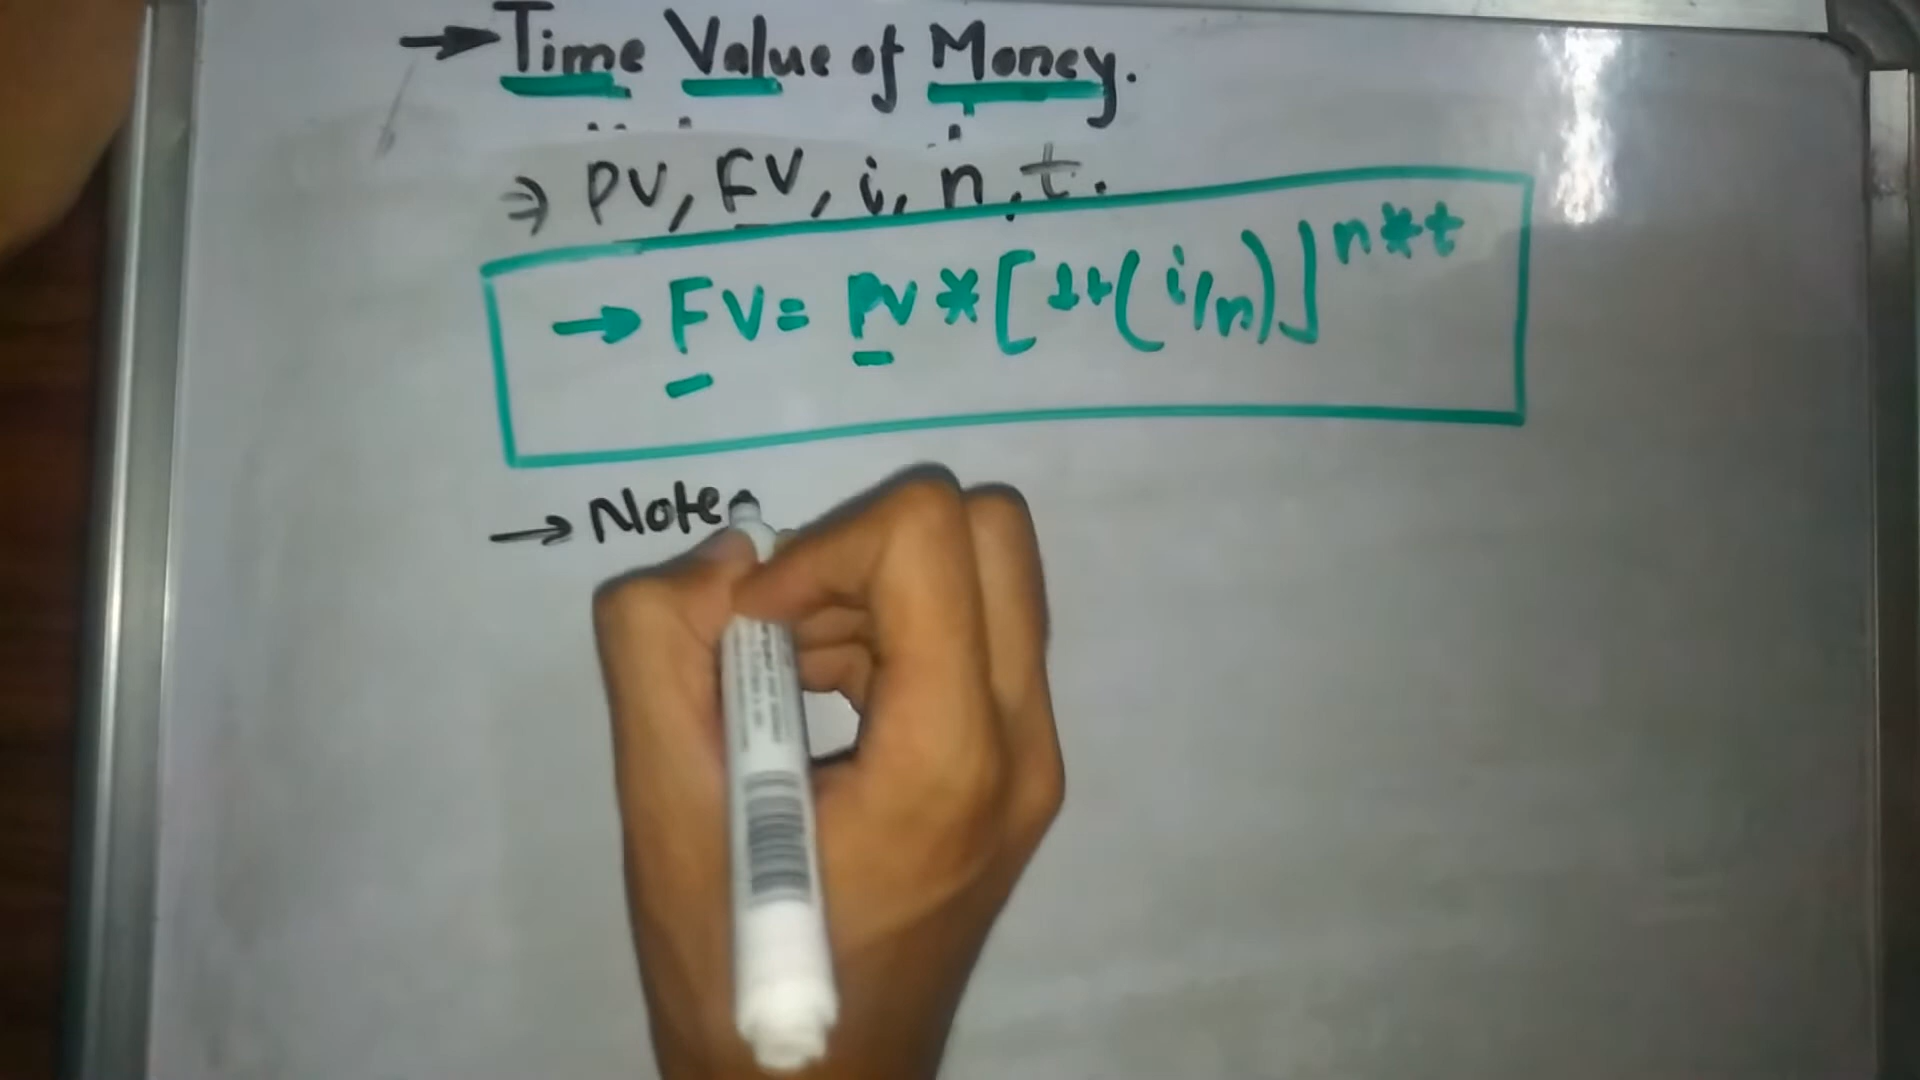 → Time Value of Money.
⇒ PV, FV, i, n, t.
→ FV = PV * [1+(i/n)]^n*t
→ Note